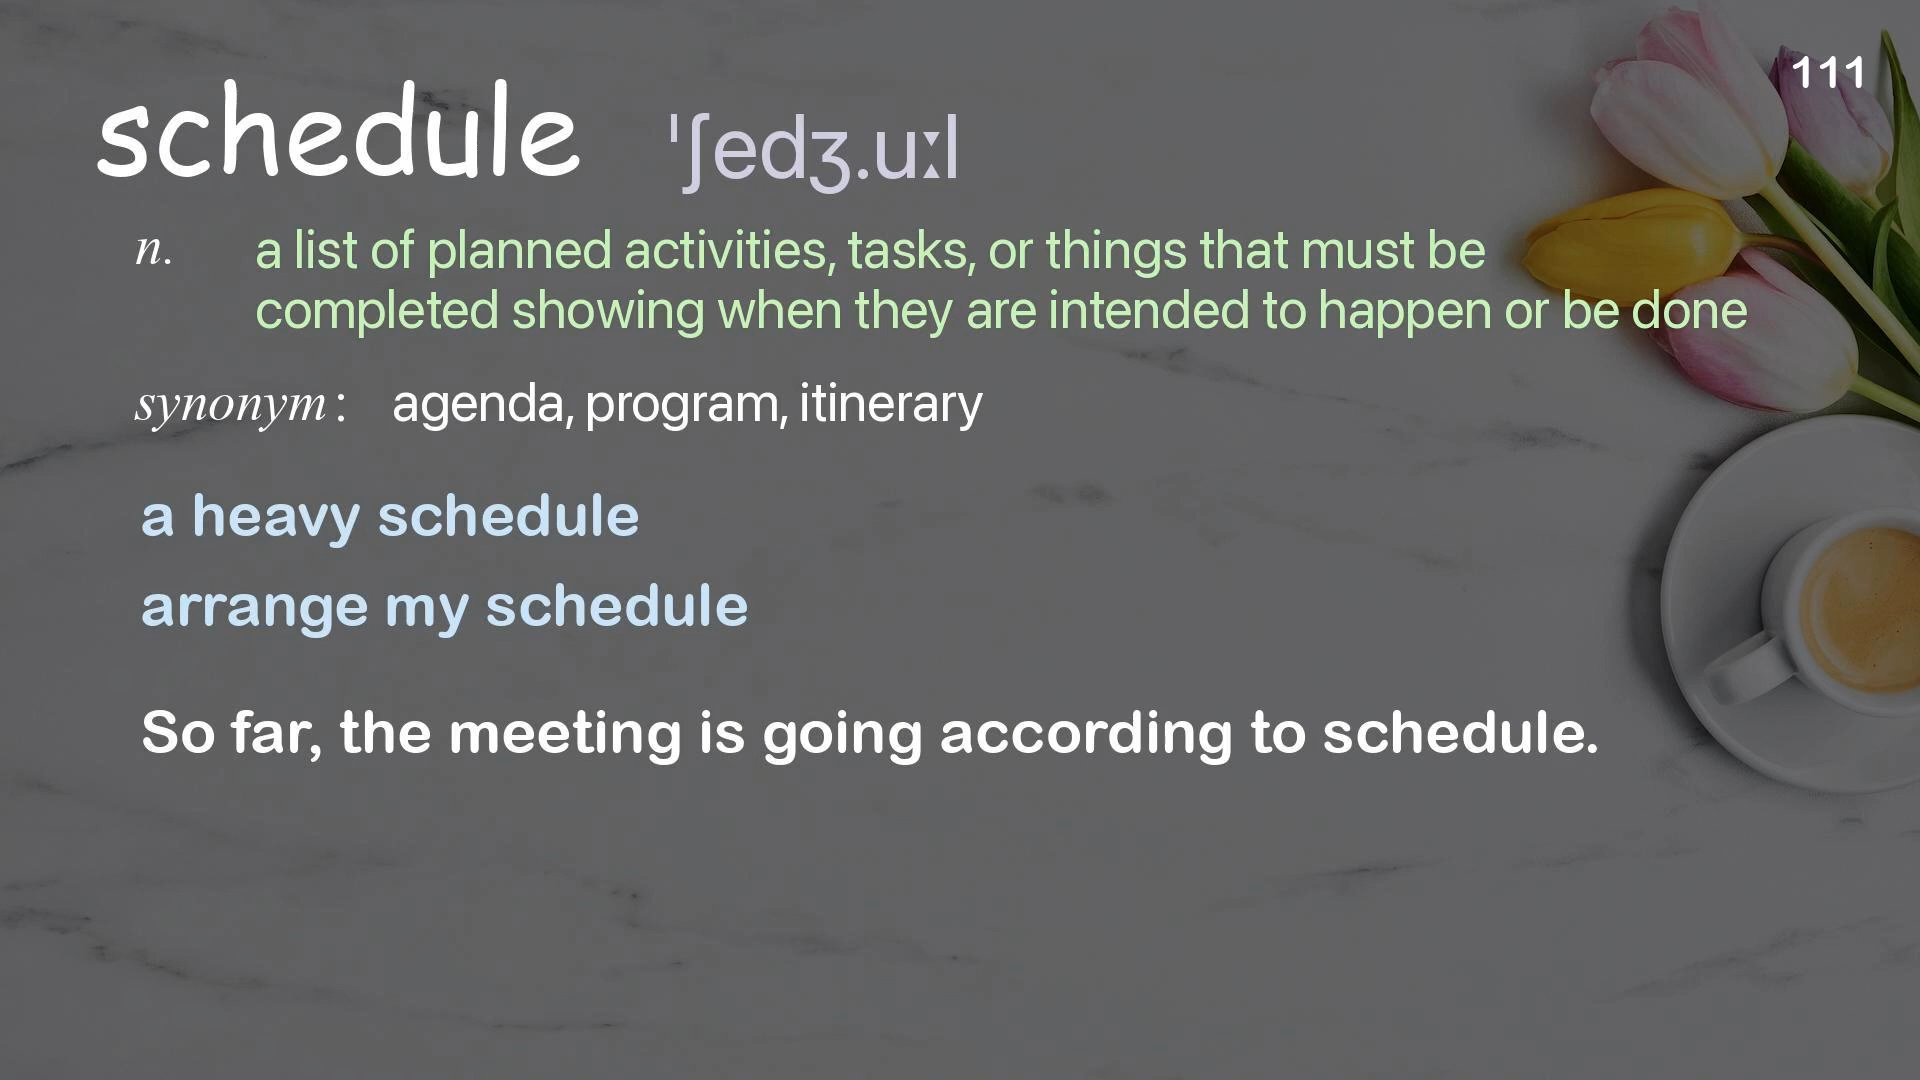 111
schedule ˈʃedʒ.uːl
n. a list of planned activities, tasks, or things that must be
completed showing when they are intended to happen or be done
synonym: agenda, program, itinerary
a heavy schedule
arrange my schedule
So far, the meeting is going according to schedule.